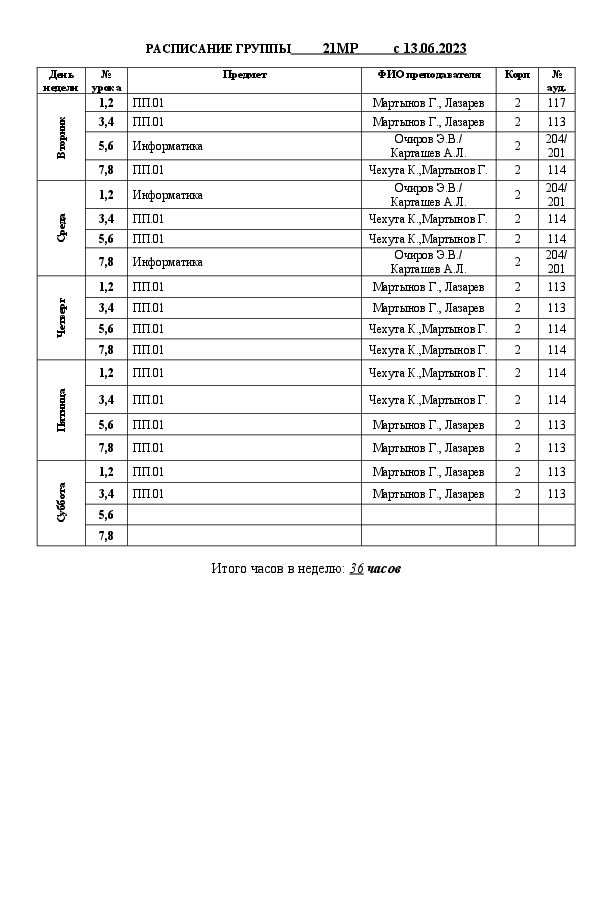 РАСПИСАНИЕ ГРУППЫ 21МР с 13.06.2023
День недели № урока Предмет ФИО преподавателя Корп № ауд.
Вторник
1,2 ПП.01 Мартынов Г., Лазарев 2 117
3,4 ПП.01 Мартынов Г., Лазарев 2 113
5,6 Информатика Очиров Э.В./ Карташев А.Л. 2 204/ 201
7,8 ПП.01 Чехута К.,Мартынов Г. 2 114
Среда
1,2 Информатика Очиров Э.В./ Карташев А.Л. 2 204/ 201
3,4 ПП.01 Чехута К.,Мартынов Г. 2 114
5,6 ПП.01 Чехута К.,Мартынов Г. 2 114
7,8 Информатика Очиров Э.В./ Карташев А.Л. 2 204/ 201
Четверг
1,2 ПП.01 Мартынов Г., Лазарев 2 113
3,4 ПП.01 Мартынов Г., Лазарев 2 113
5,6 ПП.01 Чехута К.,Мартынов Г. 2 114
7,8 ПП.01 Чехута К.,Мартынов Г. 2 114
Пятница
1,2 ПП.01 Чехута К.,Мартынов Г. 2 114
3,4 ПП.01 Чехута К.,Мартынов Г. 2 114
5,6 ПП.01 Мартынов Г., Лазарев 2 113
7,8 ПП.01 Мартынов Г., Лазарев 2 113
Суббота
1,2 ПП.01 Мартынов Г., Лазарев 2 113
3,4 ПП.01 Мартынов Г., Лазарев 2 113
5,6
7,8
Итого часов в неделю: 36 часов